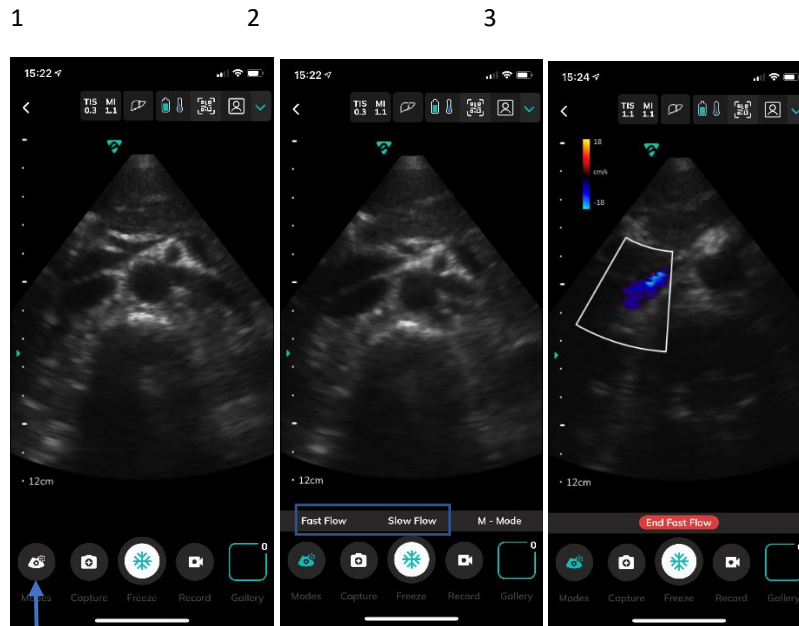 1 2 3
15:22
TIS MI
0.3 1.1
12cm
Modes Capture Freeze Record Gallery
0
15:22
TIS MI
0.3 1.1
12cm
Fast Flow Slow Flow M - Mode
Modes Capture Freeze Record Gallery
0
15:24
TIS MI
1.1 1.1
18
cm/s
-18
12cm
End Fast Flow
Modes Capture Freeze Record Gallery
0